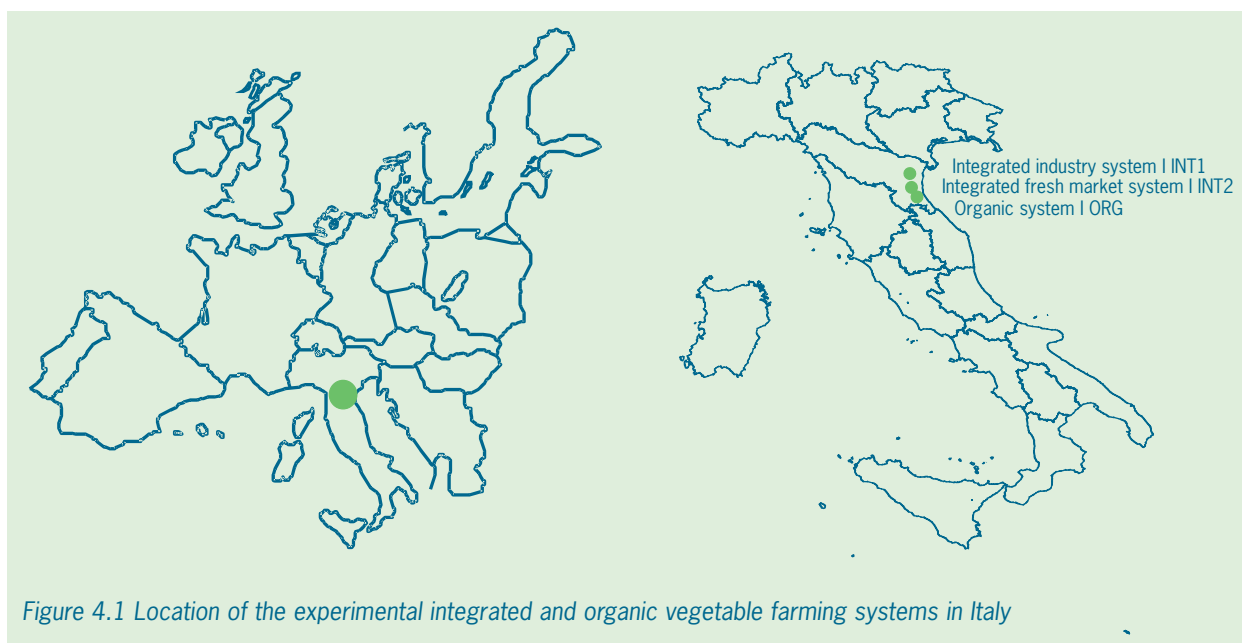 Integrated industry system I INT1
Integrated fresh market system I INT2
Organic system I ORG
Figure 4.1 Location of the experimental integrated and organic vegetable farming systems in Italy